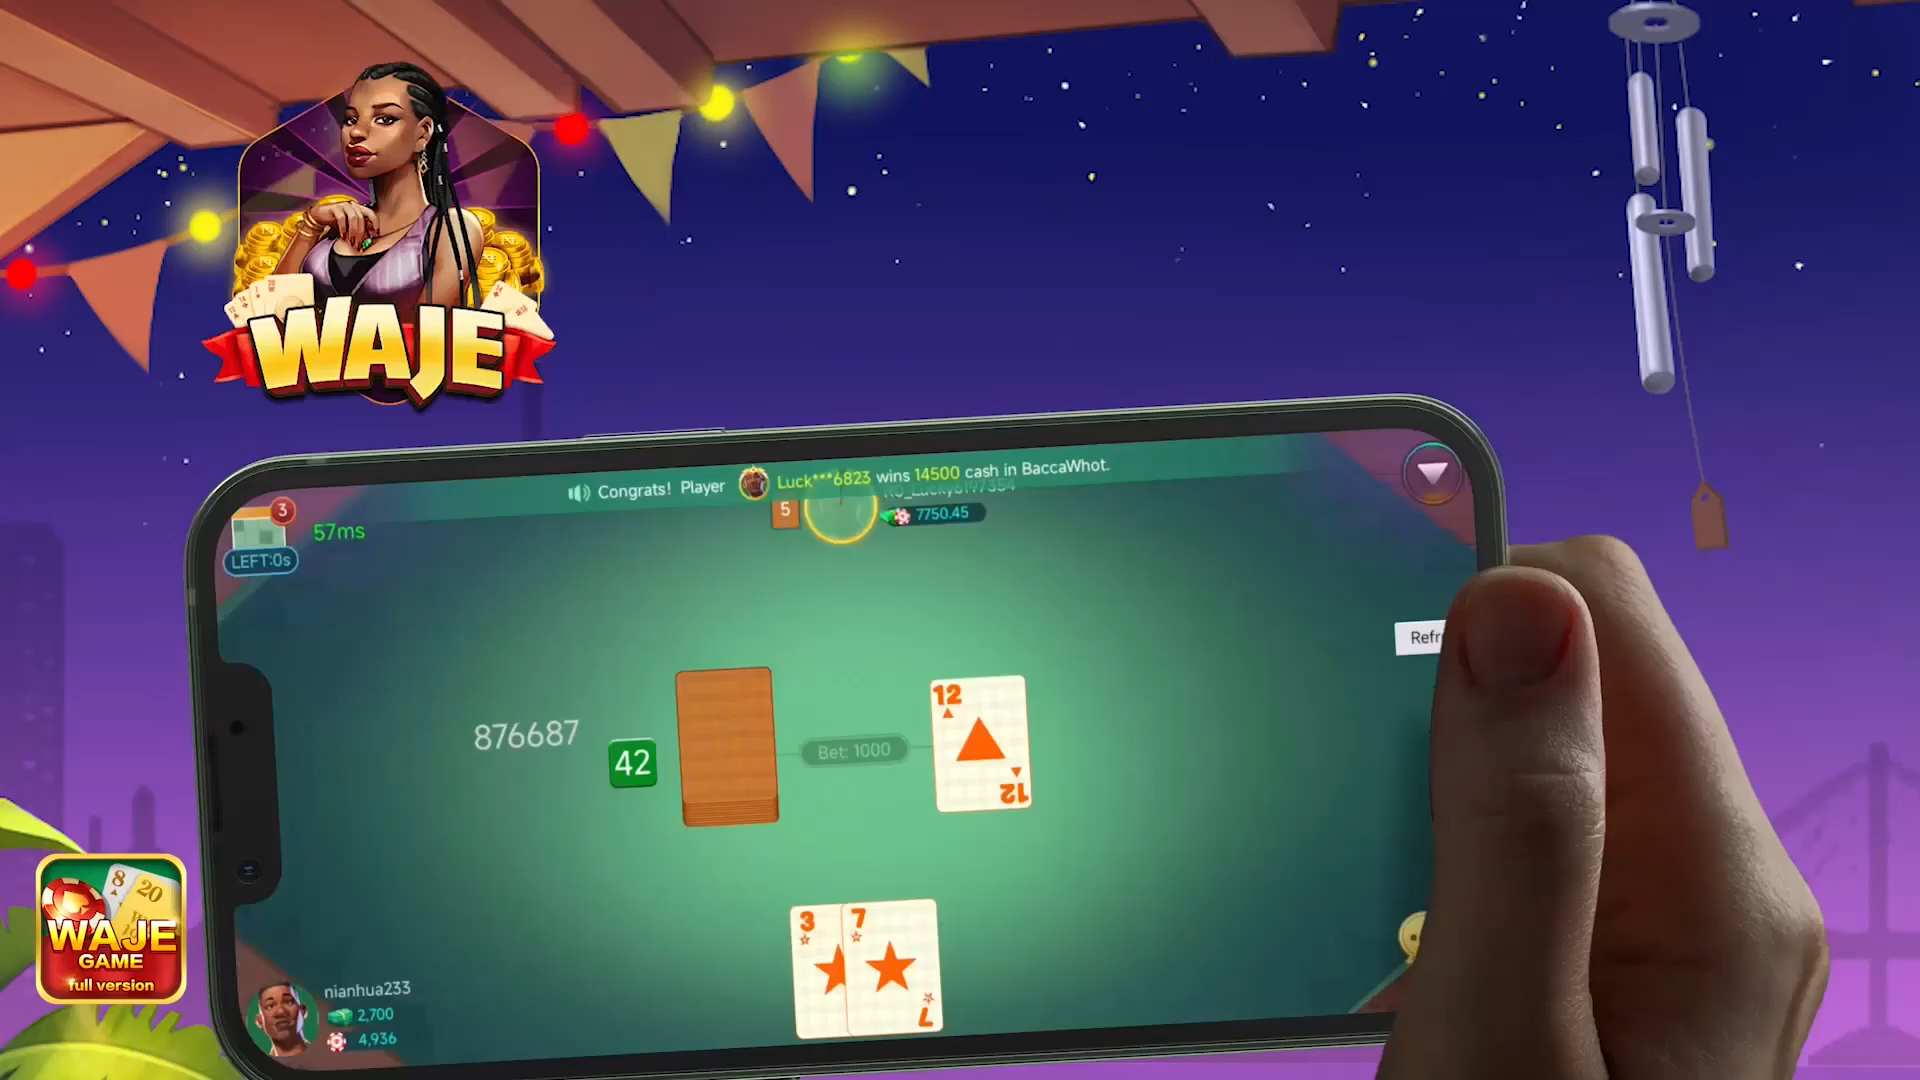 WAJE
Congrats! Player Luck***6823 wins 14500 cash in BaccaWhot.
5
7750.45
3
57ms
LEFT:0s
Refr
876687
42
Bet: 1000
12
12
3
7
7
8
20
WAJE
GAME
full version
nianhua233
2,700
4,936